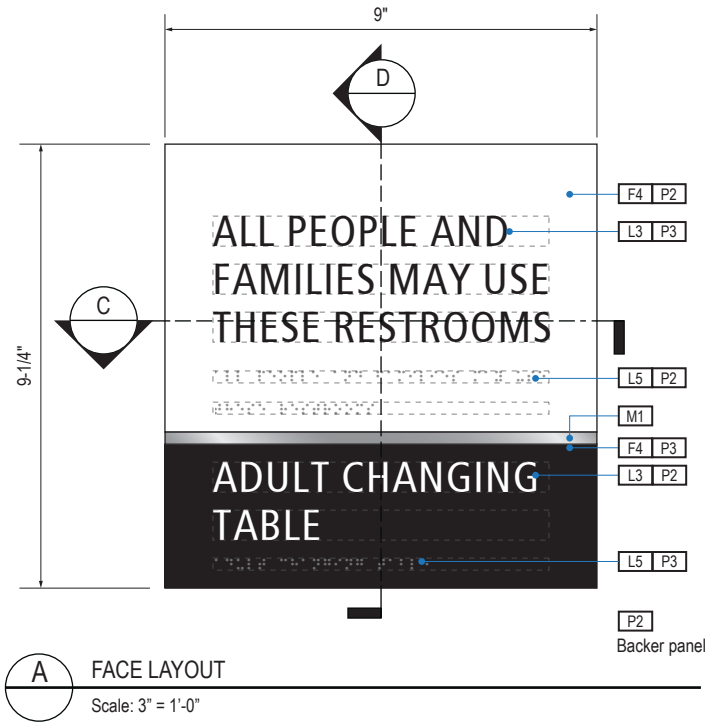 9"
D
F4 P2
ALL PEOPLE AND
L3 P3
FAMILIES MAY USE
C
THESE RESTROOMS
9-1/4"
L5 P2
M1
F4 P3
ADULT CHANGING
L3 P2
TABLE
L5 P3
P2
Backer panel
A FACE LAYOUT
Scale: 3" = 1'-0"